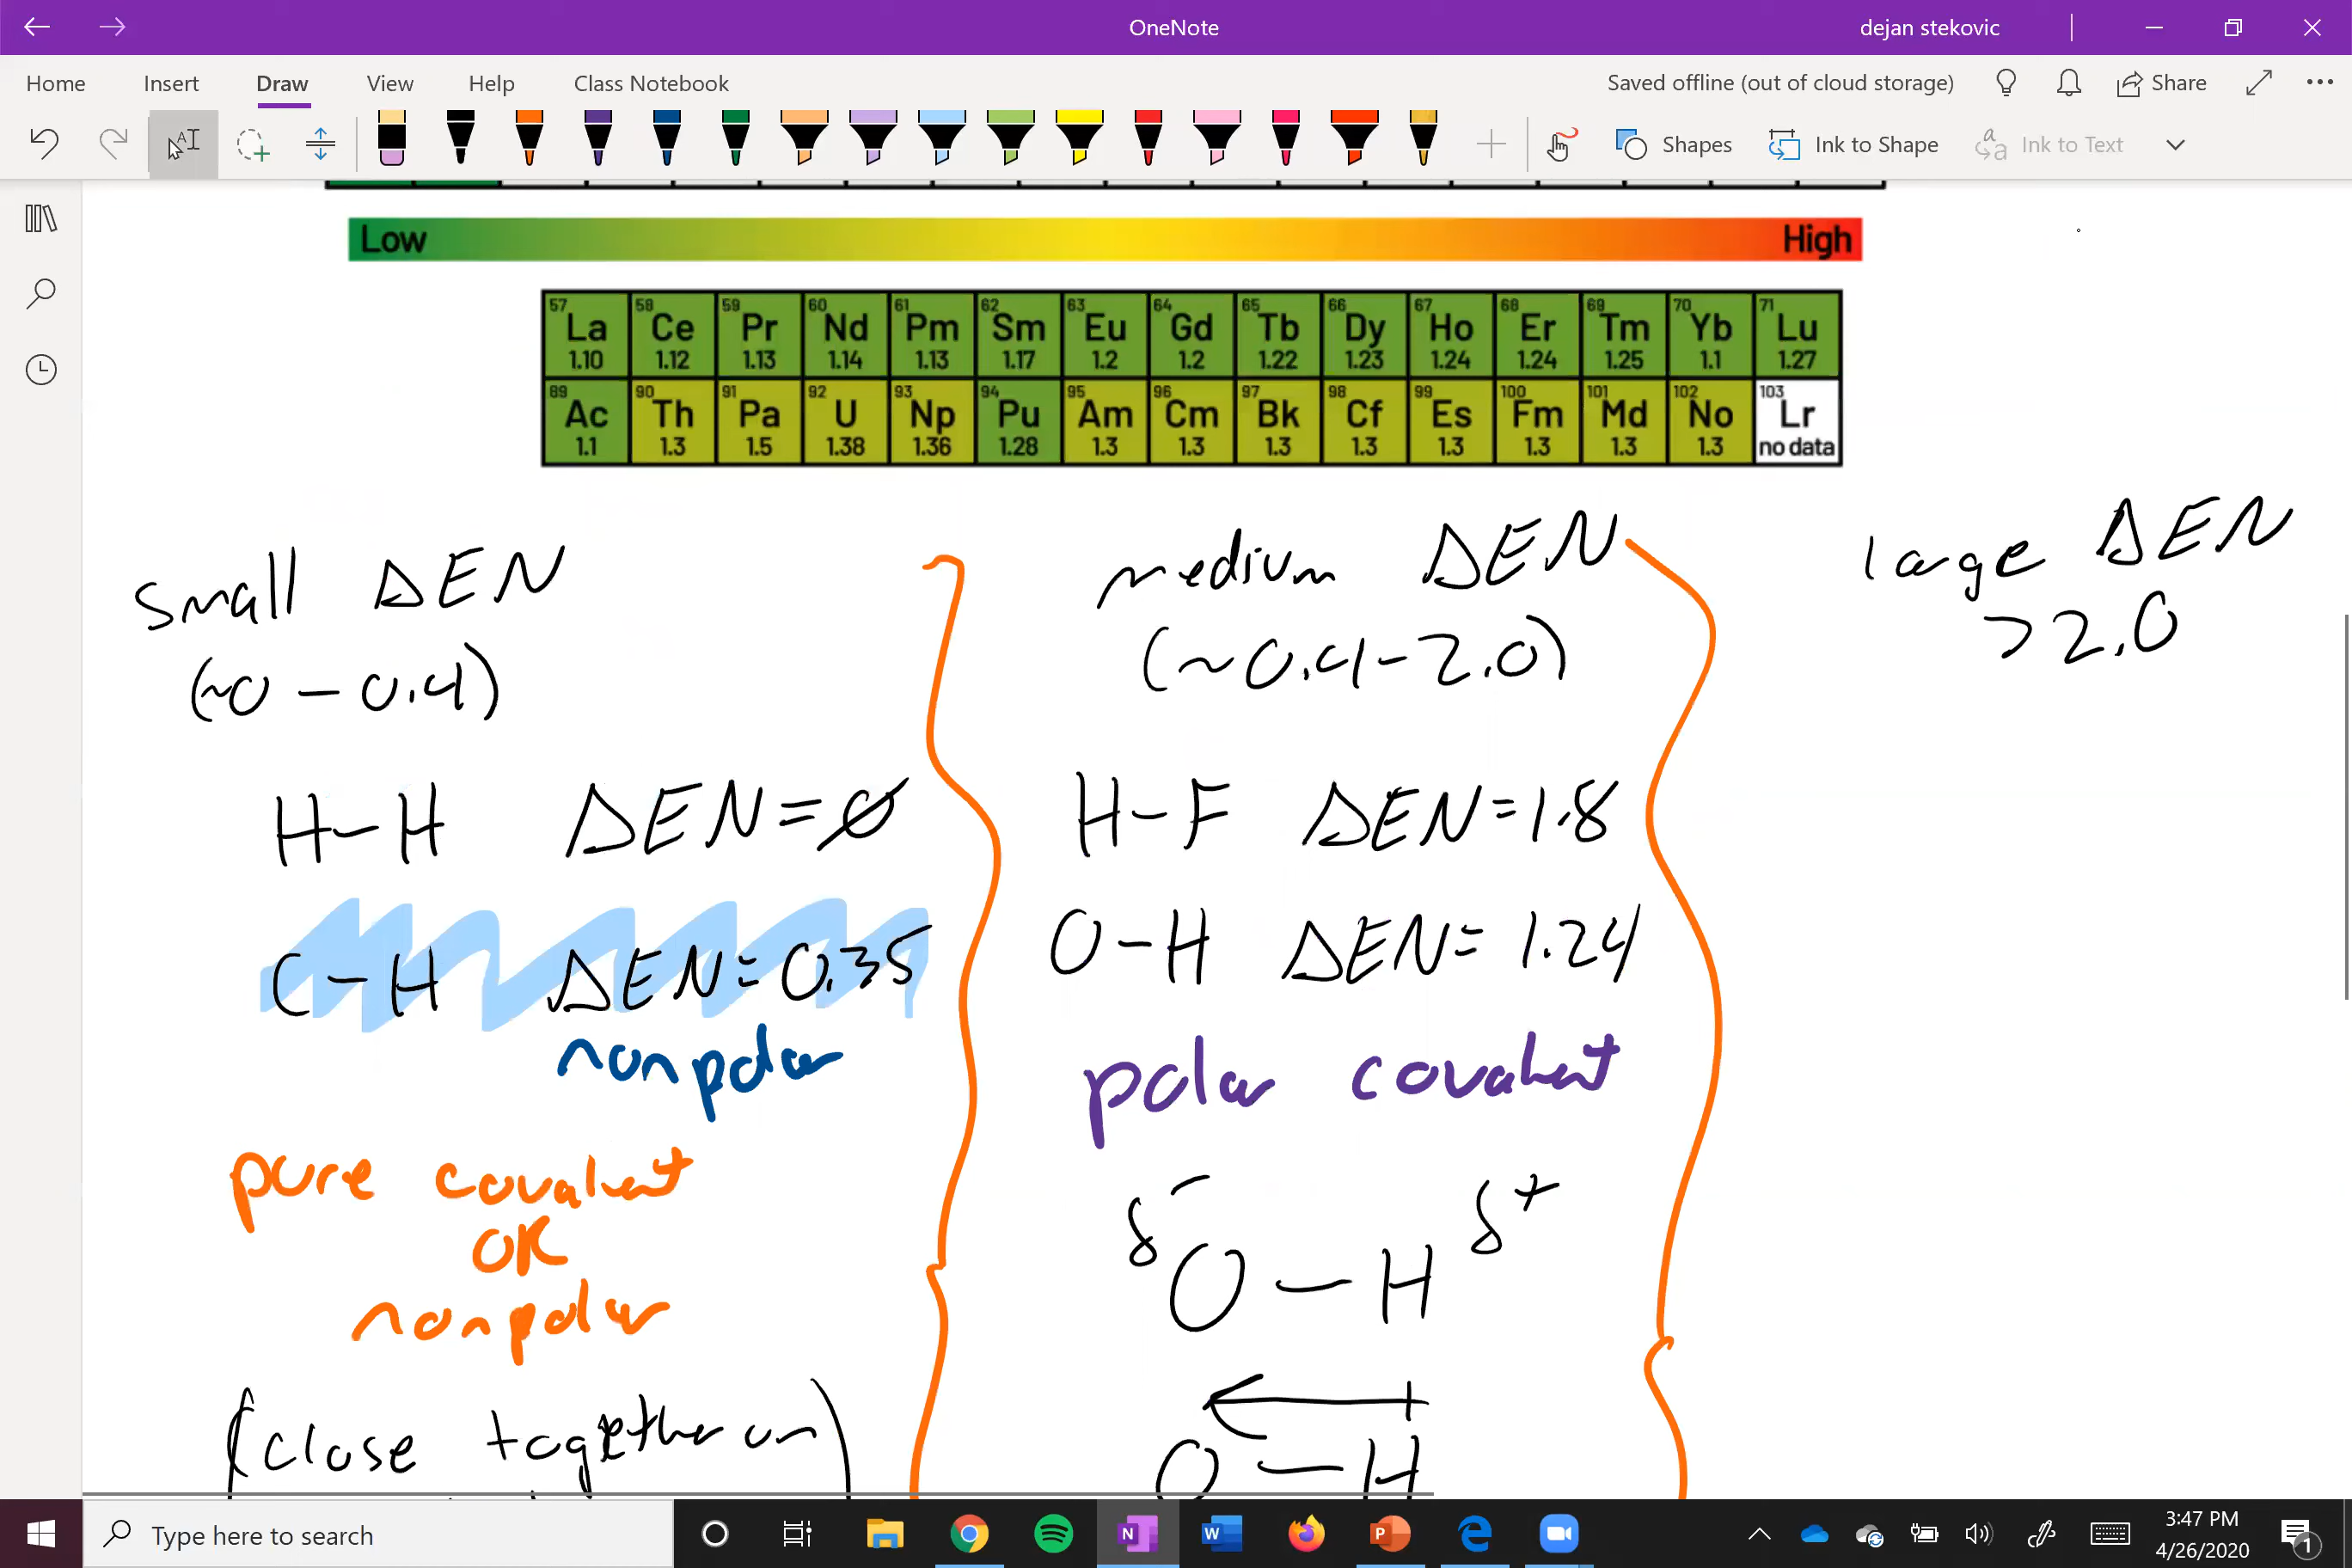 OneNote
dejan stekovic
Home Insert Draw View Help Class Notebook
Saved offline (out of cloud storage) Share
Shapes Ink to Shape Ink to Text
Low High
57 La 1.10 58 Ce 1.12 59 Pr 1.13 60 Nd 1.14 61 Pm 1.13 62 Sm 1.17 63 Eu 1.2 64 Gd 1.2 65 Tb 1.22 66 Dy 1.23 67 Ho 1.24 68 Er 1.24 69 Tm 1.25 70 Yb 1.1 71 Lu 1.27
89 Ac 1.1 90 Th 1.3 91 Pa 1.5 92 U 1.38 93 Np 1.36 94 Pu 1.28 95 Am 1.3 96 Cm 1.3 97 Bk 1.3 98 Cf 1.3 99 Es 1.3 100 Fm 1.3 101 Md 1.3 102 No 1.3 103 Lr no data
small ΔEN
(~0 – 0.4)
H–H ΔEN=0
C–H ΔEN=0.35
nonpolar
pure covalent
OR
nonpolar
(close together on)
medium ΔEN
(~0.4–2.0)
H–F ΔEN=1.8
O–H ΔEN=1.24
polar covalent
δ⁻ δ⁺
O–H
O–H
large ΔEN
>2.0
Type here to search
3:47 PM
4/26/2020
1